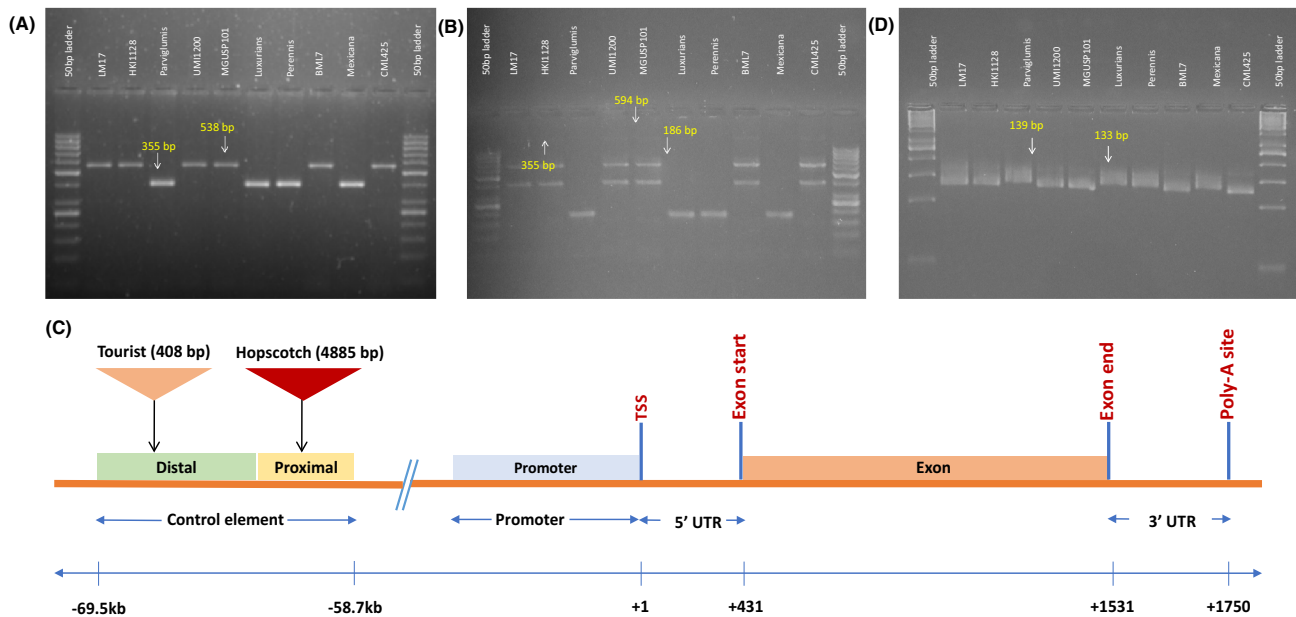 (A)
50bp ladder
LM17
HKI1128
Parviglumis
UMI1200
MGUSP101
Luxurians
Perennis
BML7
Mexicana
CML425
50bp ladder
355 bp
538 bp
(B)
50bp ladder
LM17
HKI1128
Parviglumis
UMI1200
MGUSP101
Luxurians
Perennis
BML7
Mexicana
CML425
50bp ladder
594 bp
186 bp
355 bp
(D)
50bp ladder
LM17
HKI1128
Parviglumis
UMI1200
MGUSP101
Luxurians
Perennis
BML7
Mexicana
CML425
50bp ladder
139 bp
133 bp
(C)
Tourist (408 bp)
Hopscotch (4885 bp)
TSS
Exon start
Exon end
Poly-A site
Distal
Proximal
Promoter
Exon
Control element
Promoter
5’ UTR
3’ UTR
-69.5kb
-58.7kb
+1
+431
+1531
+1750